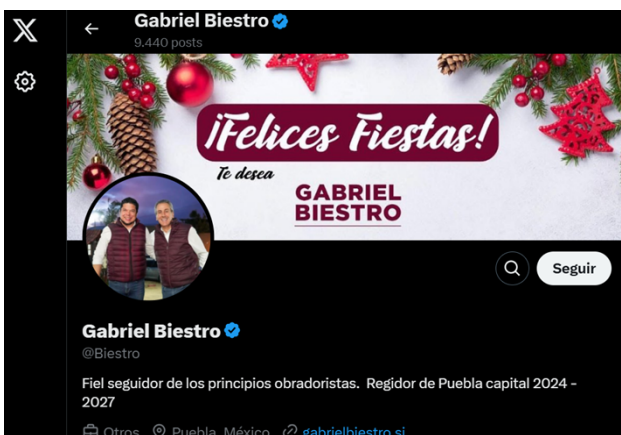 Gabriel Biestro
9.440 posts
¡Felices Fiestas!
Te desea
GABRIEL
BIESTRO
Seguir
Gabriel Biestro
@Biestro
Fiel seguidor de los principios obradoristas. Regidor de Puebla capital 2024 -
2027
Otros Puebla, México gabrielbiestro.si